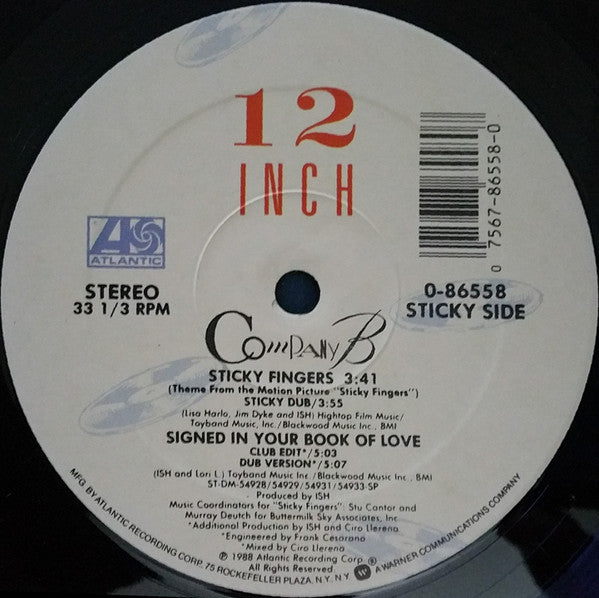 12
INCH
0 7567-86558-0
ATLANTIC
STEREO
33 1/3 RPM
0-86558
STICKY SIDE
Company B
STICKY FINGERS 3:41
(Theme From the Motion Picture "Sticky Fingers")
STICKY DUB/3:55
(Lisa Harlo, Jim Dyke and ISH) Hightop Film Music/
Toyband Music, Inc./Blackwood Music Inc., BMI
SIGNED IN YOUR BOOK OF LOVE
CLUB EDIT*/5:03
DUB VERSION*/5:07
(ISH and Lori L.) Toyband Music Inc./Blackwood Music Inc., BMI
ST-DM-54928/54929/54931/54933-SP
Produced by ISH
Music Coordinators for "Sticky Fingers": Stu Cantor and
Murray Deutch for Buttermilk Sky Associates, Inc.
*Additional Production by ISH and Ciro Llerena
*Engineered by Frank Cesarano
*Mixed by Ciro Llerena
℗ © 1988 Atlantic Recording Corp.
All Rights Reserved.
MFG. BY ATLANTIC RECORDING CORP. 75 ROCKEFELLER PLAZA, N.Y., N.Y. W ® A WARNER COMMUNICATIONS COMPANY